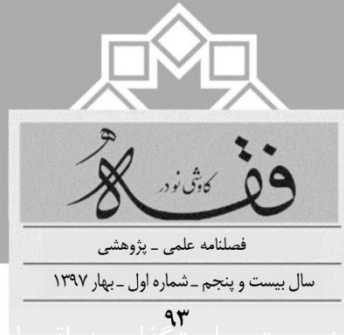 کاوشی نو در
فقه
فصلنامه علمی - پژوهشی
سال بیست و پنجم - شماره اول - بهار ۱۳۹۷
۹۳